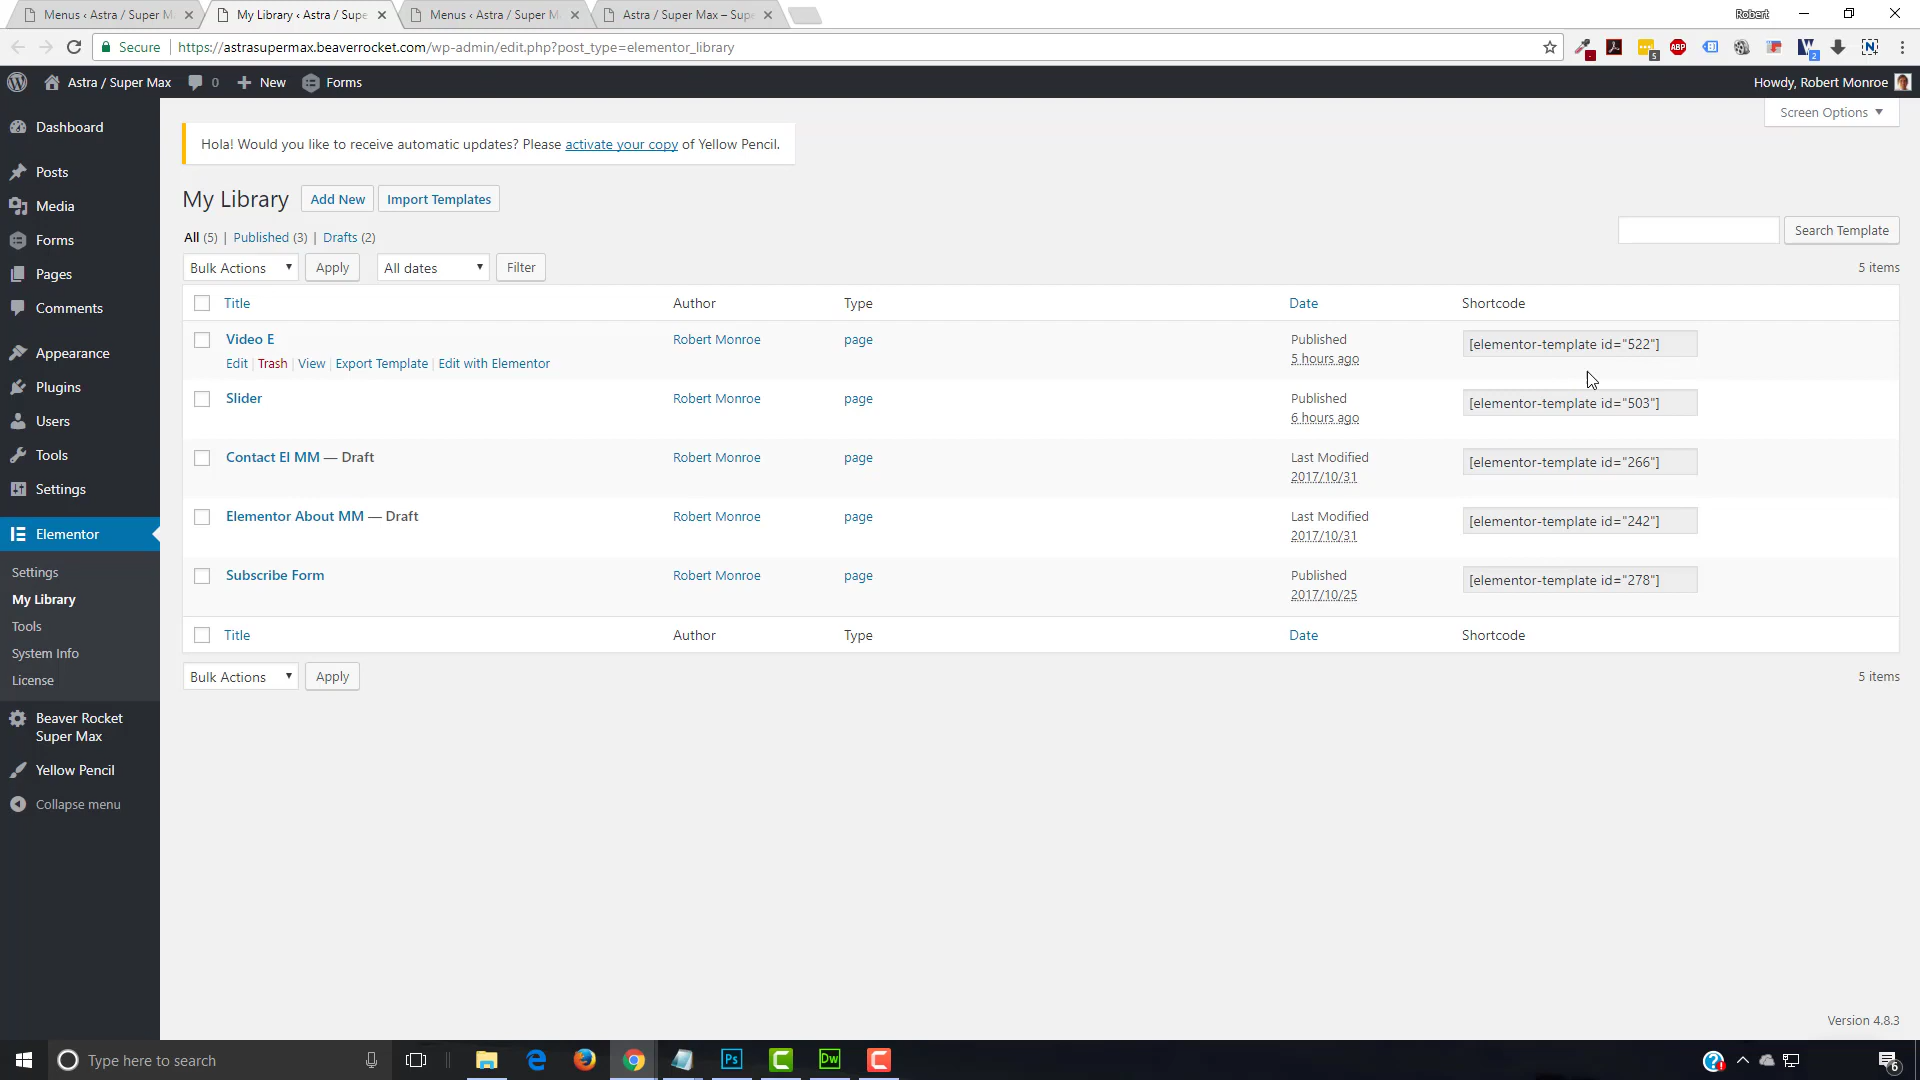 Menus ‹ Astra / Super M
My Library ‹ Astra / Supe
Menus ‹ Astra / Super M
Astra / Super Max – Supe
Robert
Secure
https://astrasupermax.beaverrocket.com/wp-admin/edit.php?post_type=elementor_library
5
ABP
2
Astra / Super Max
0
New
Forms
Howdy, Robert Monroe
Screen Options
Dashboard
Posts
Media
Forms
Pages
Comments
Appearance
Plugins
Users
Tools
Settings
Elementor
Settings
My Library
Tools
System Info
License
Beaver Rocket
Super Max
Yellow Pencil
Collapse menu
Hola! Would you like to receive automatic updates? Please activate your copy of Yellow Pencil.
My Library
Add New
Import Templates
All (5) | Published (3) | Drafts (2)
Search Template
Bulk Actions
Apply
All dates
Filter
5 items
Title Author Type Date Shortcode
Video E Robert Monroe page Published [elementor-template id="522"]
Edit | Trash | View | Export Template | Edit with Elementor 5 hours ago
Slider Robert Monroe page Published [elementor-template id="503"]
6 hours ago
Contact El MM — Draft Robert Monroe page Last Modified [elementor-template id="266"]
2017/10/31
Elementor About MM — Draft Robert Monroe page Last Modified [elementor-template id="242"]
2017/10/31
Subscribe Form Robert Monroe page Published [elementor-template id="278"]
2017/10/25
Title Author Type Date Shortcode
Bulk Actions
Apply
5 items
Version 4.8.3
Type here to search
Ps
Dw
6